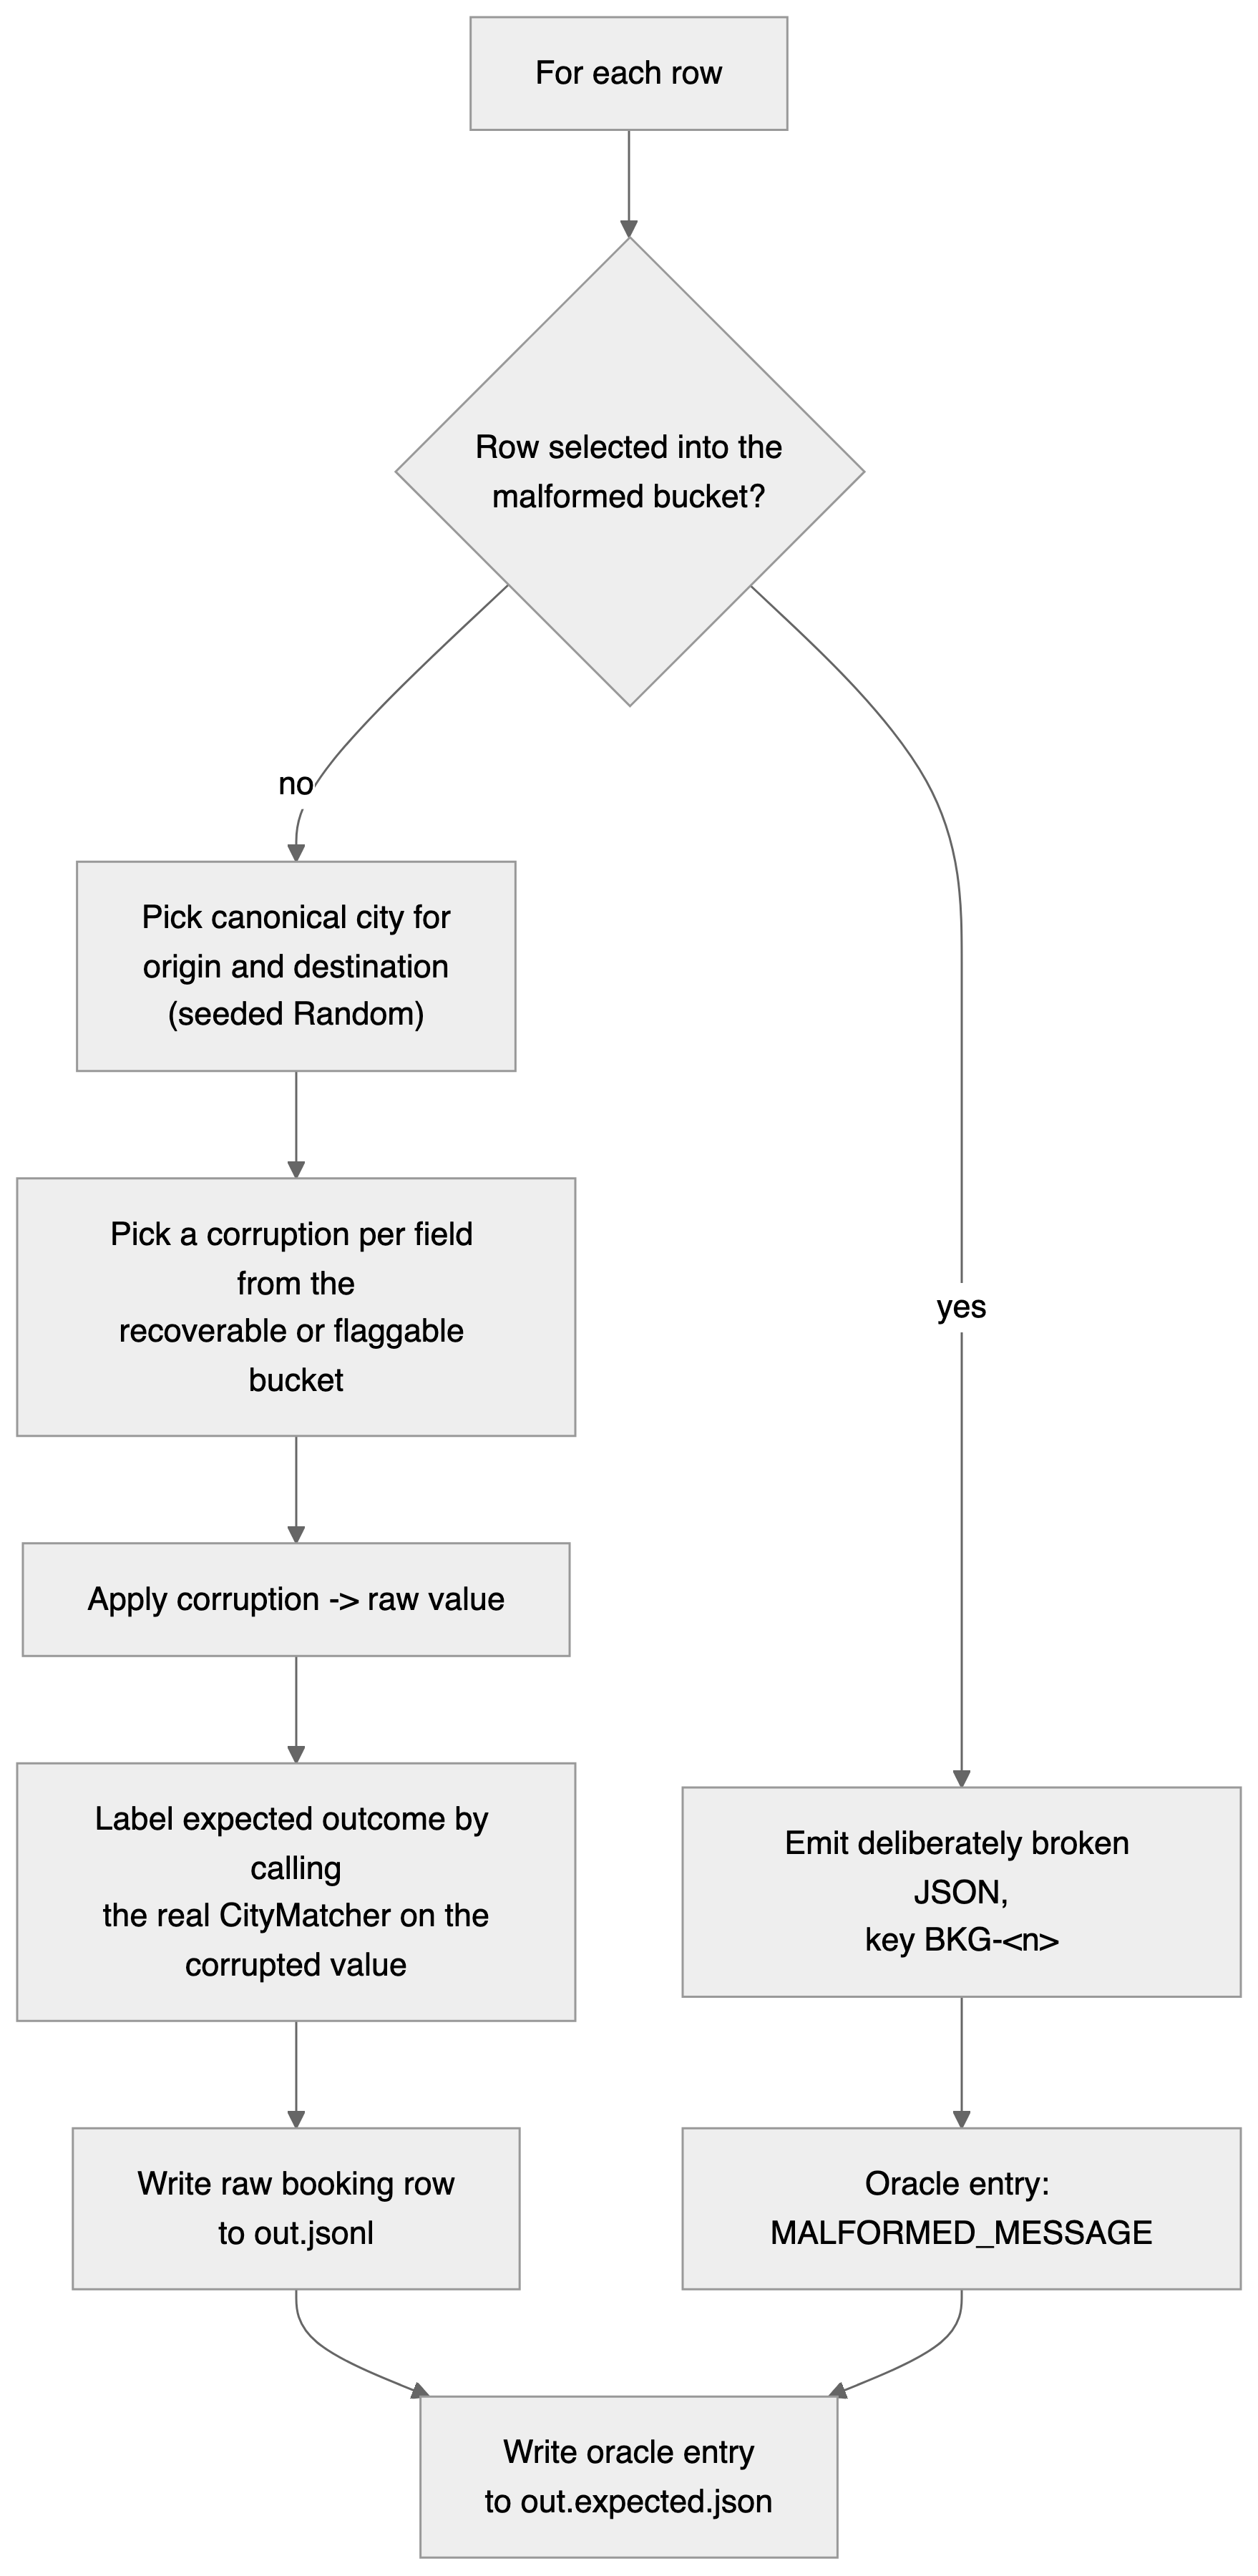 For each row
Row selected into the
malformed bucket?
no
Pick canonical city for
origin and destination
(seeded Random)
Pick a corruption per field
from the
recoverable or flaggable
bucket
yes
Apply corruption -> raw value
Label expected outcome by
calling
the real CityMatcher on the
corrupted value
Emit deliberately broken
JSON,
key BKG-<n>
Write raw booking row
to out.jsonl
Oracle entry:
MALFORMED_MESSAGE
Write oracle entry
to out.expected.json